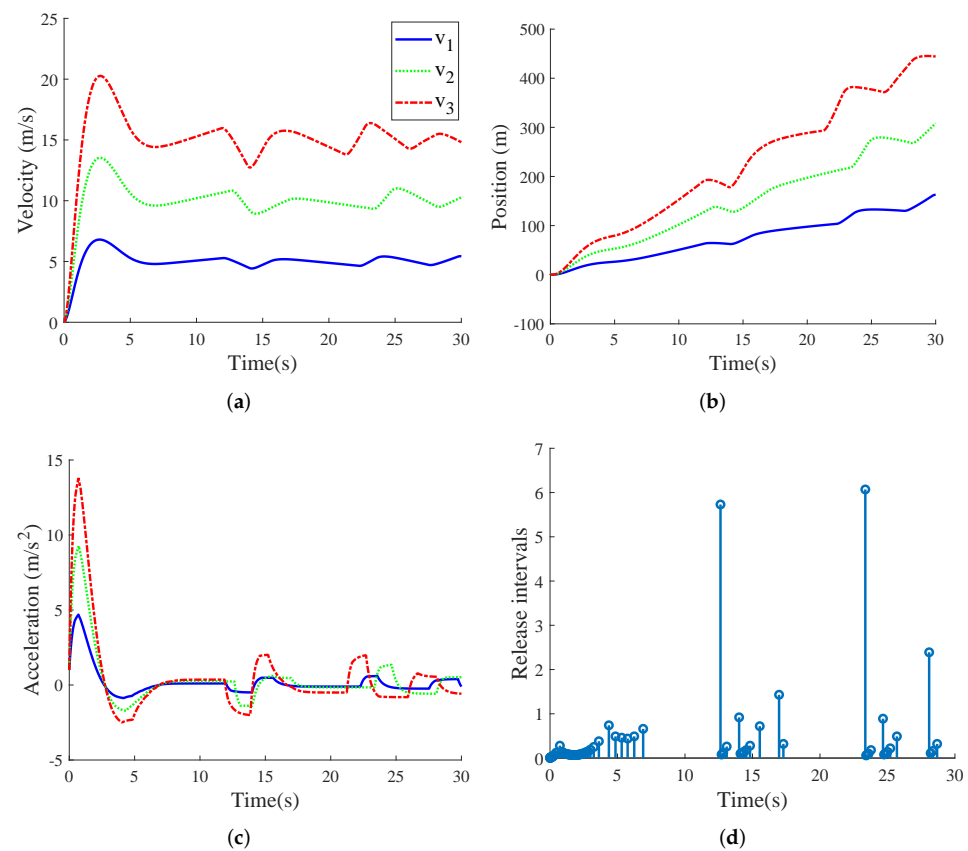 25
20
15
10
5
0
Velocity (m/s)
v1
v2
v3
0 5 10 15 20 25 30
Time(s)
(a)
500
400
300
200
100
0
-100
Position (m)
0 5 10 15 20 25 30
Time(s)
(b)
15
10
5
0
-5
Acceleration (m/s²)
0 5 10 15 20 25 30
Time(s)
(c)
7
6
5
4
3
2
1
0
Release intervals
0 5 10 15 20 25 30
Time(s)
(d)